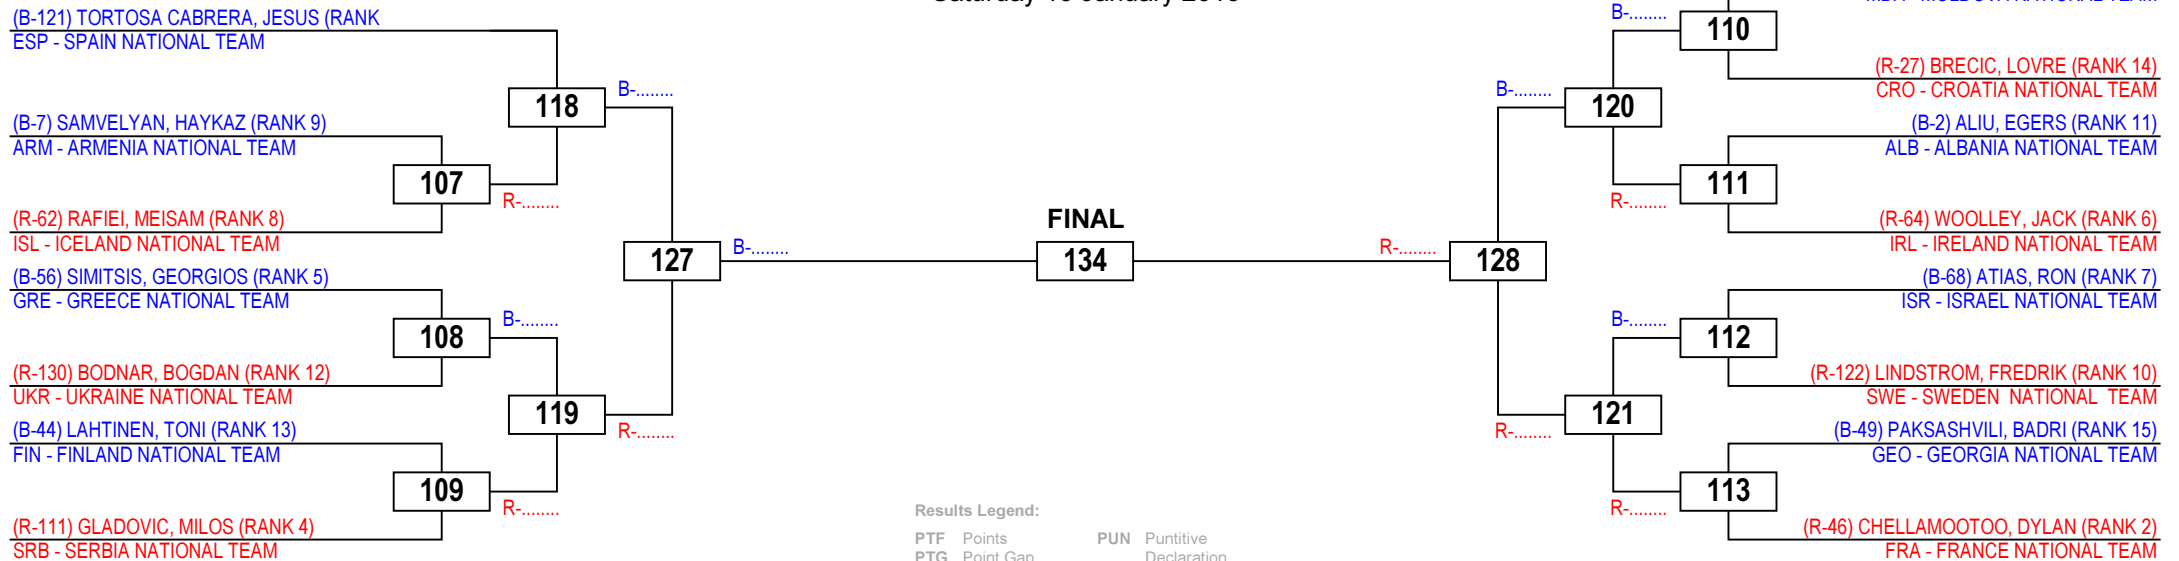 (B-121) TORTOSA CABRERA, JESUS (RANK
ESP - SPAIN NATIONAL TEAM
118
B-........
(B-7) SAMVELYAN, HAYKAZ (RANK 9)
ARM - ARMENIA NATIONAL TEAM
107
R-........
(R-62) RAFIEI, MEISAM (RANK 8)
ISL - ICELAND NATIONAL TEAM
127
B-........
(B-56) SIMITSIS, GEORGIOS (RANK 5)
GRE - GREECE NATIONAL TEAM
108
B-........
(R-130) BODNAR, BOGDAN (RANK 12)
UKR - UKRAINE NATIONAL TEAM
119
R-........
(B-44) LAHTINEN, TONI (RANK 13)
FIN - FINLAND NATIONAL TEAM
109
R-........
(R-111) GLADOVIC, MILOS (RANK 4)
SRB - SERBIA NATIONAL TEAM
FINAL
134
Results Legend:
PTF Points PUN Puntitive
PTG Point Gap Declaration
B-........
110
(R-27) BRECIC, LOVRE (RANK 14)
CRO - CROATIA NATIONAL TEAM
B-........
120
(B-2) ALIU, EGERS (RANK 11)
ALB - ALBANIA NATIONAL TEAM
111
R-........
(R-64) WOOLLEY, JACK (RANK 6)
IRL - IRELAND NATIONAL TEAM
R-........
128
(B-68) ATIAS, RON (RANK 7)
ISR - ISRAEL NATIONAL TEAM
B-........
112
(R-122) LINDSTROM, FREDRIK (RANK 10)
SWE - SWEDEN  NATIONAL  TEAM
121
R-........
(B-49) PAKSASHVILI, BADRI (RANK 15)
GEO - GEORGIA NATIONAL TEAM
113
R-........
(R-46) CHELLAMOOTOO, DYLAN (RANK 2)
FRA - FRANCE NATIONAL TEAM